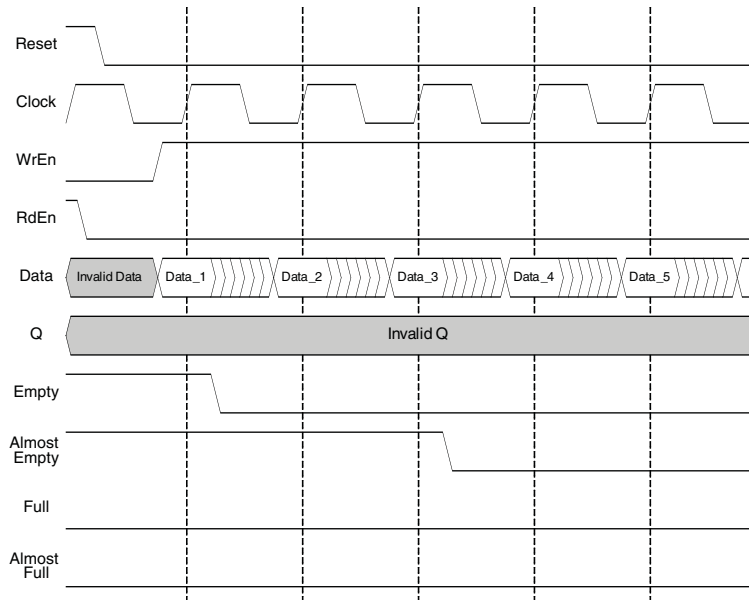 Reset
Clock
WrEn
RdEn
Data
Invalid Data
Data_1
Data_2
Data_3
Data_4
Data_5
Q
Invalid Q
Empty
Almost
Empty
Full
Almost
Full